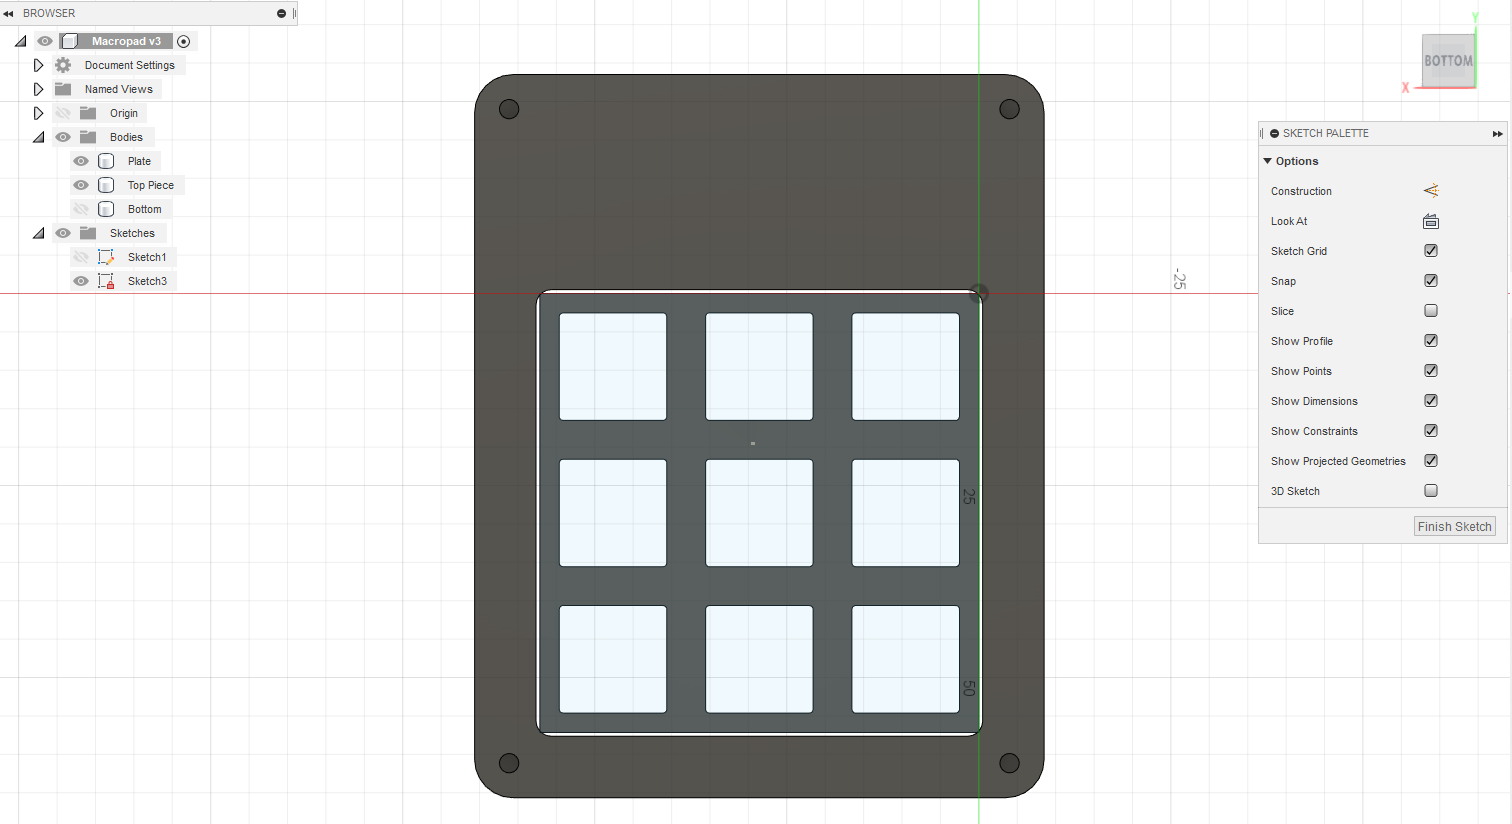 BROWSER
Macropad v3
Document Settings
Named Views
Origin
Bodies
Plate
Top Piece
Bottom
Sketches
Sketch1
Sketch3
Y
BOTTOM
X
SKETCH PALETTE
Options
Construction
Look At
Sketch Grid
Snap
Slice
Show Profile
Show Points
Show Dimensions
Show Constraints
Show Projected Geometries
3D Sketch
Finish Sketch
-25
25
50